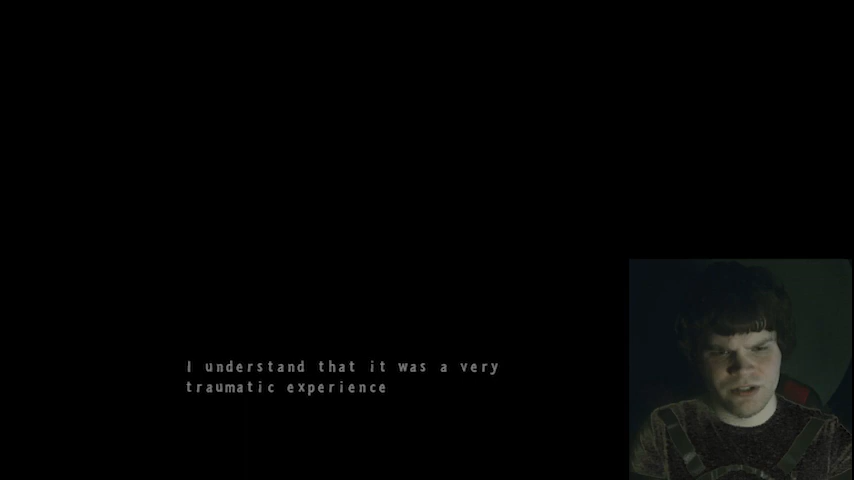 I understand that it was a very
traumatic experience